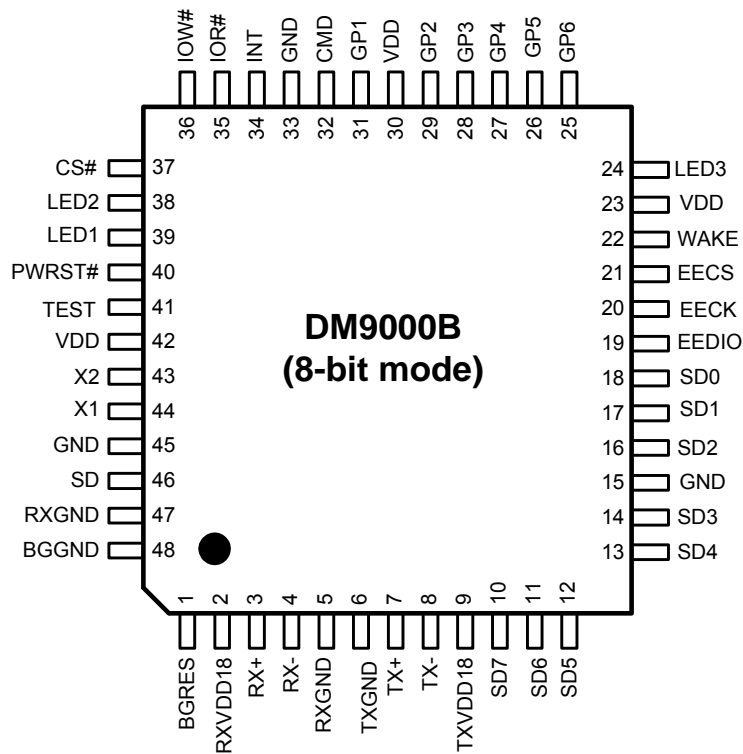 IOW# IOR# INT GND CMD GP1 VDD GP2 GP3 GP4 GP5 GP6
36 35 34 33 32 31 30 29 28 27 26 25
CS# 37
LED2 38
LED1 39
PWRST# 40
TEST 41
VDD 42
X2 43
X1 44
GND 45
SD 46
RXGND 47
BGGND 48
DM9000B
(8-bit mode)
24 LED3
23 VDD
22 WAKE
21 EECS
20 EECK
19 EEDIO
18 SD0
17 SD1
16 SD2
15 GND
14 SD3
13 SD4
1 2 3 4 5 6 7 8 9 10 11 12
BGRES RXVDD18 RX+ RX- RXGND TXGND TX+ TX- TXVDD18 SD7 SD6 SD5